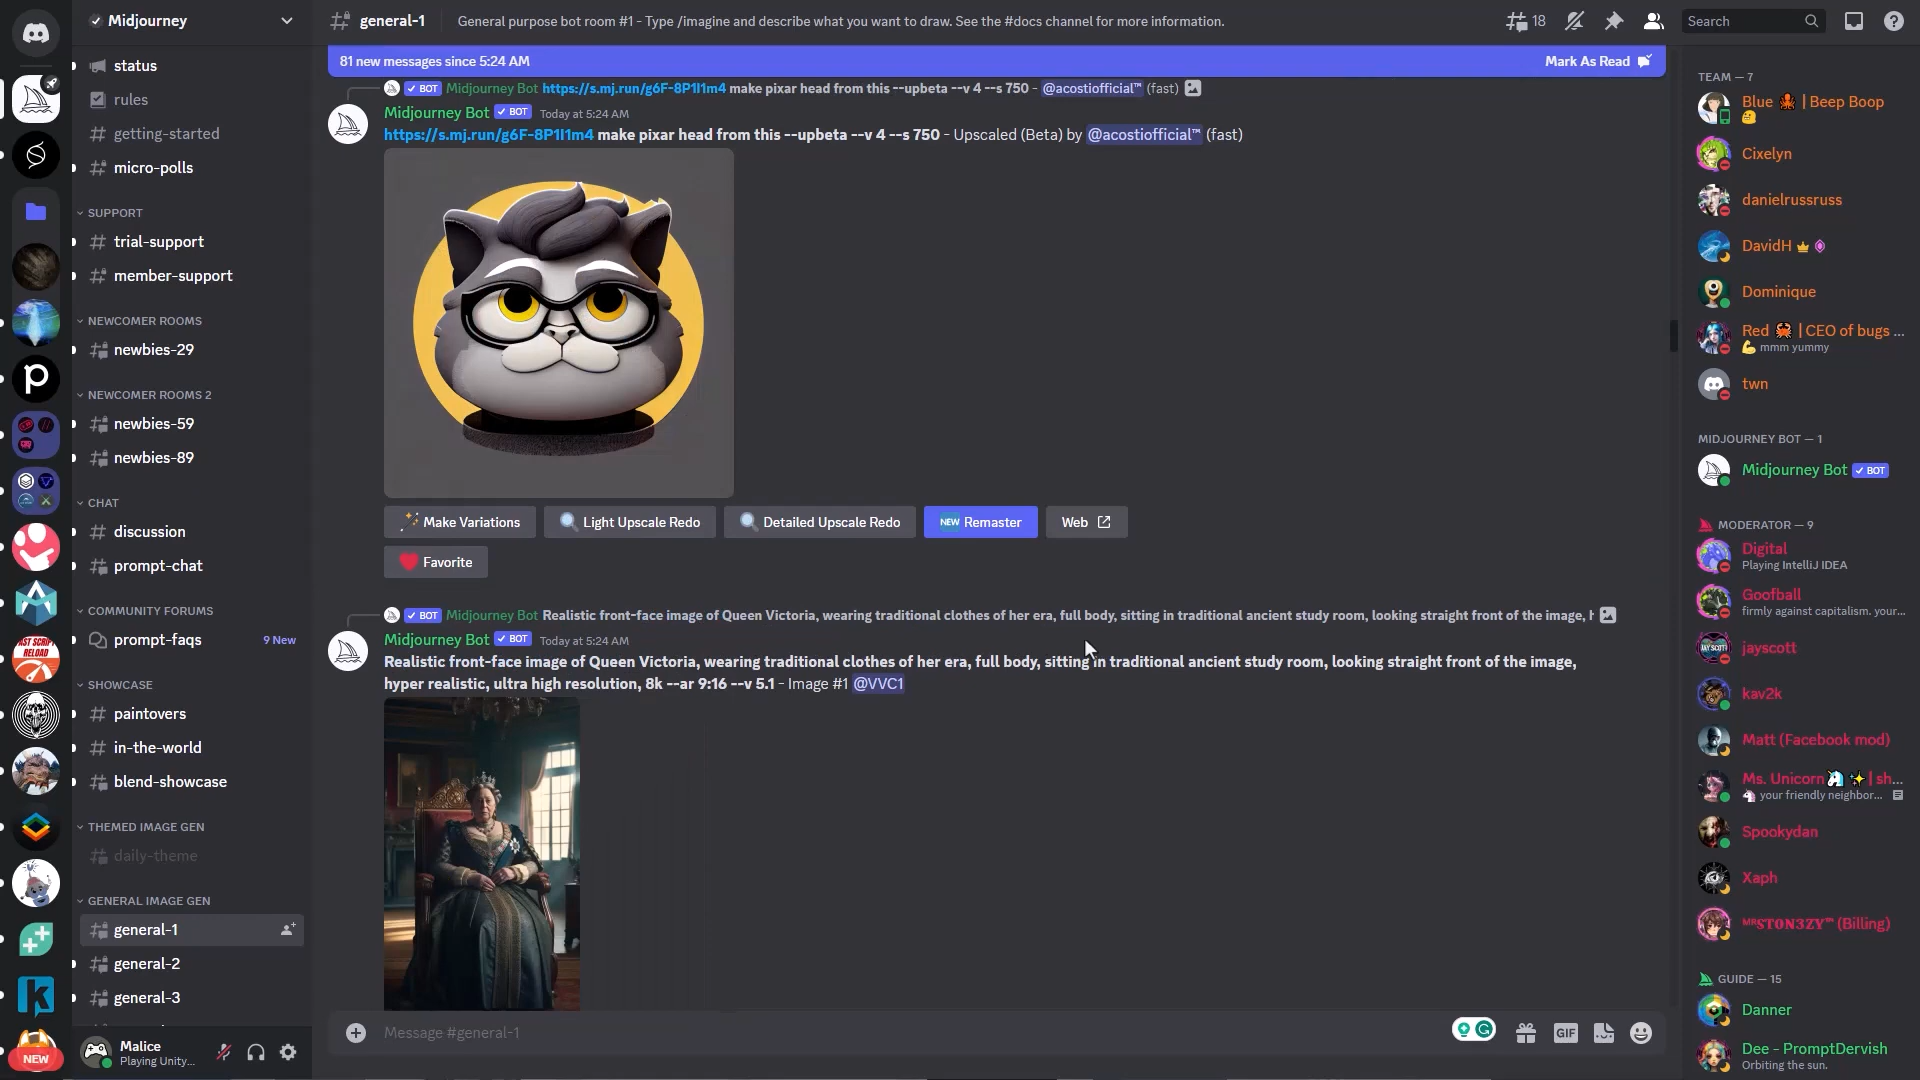 Midjourney
status
rules
getting-started
micro-polls
SUPPORT
trial-support
member-support
NEWCOMER ROOMS
newbies-29
NEWCOMER ROOMS 2
newbies-59
newbies-89
CHAT
discussion
prompt-chat
COMMUNITY FORUMS
prompt-faqs 9 New
SHOWCASE
paintovers
in-the-world
blend-showcase
THEMED IMAGE GEN
daily-theme
GENERAL IMAGE GEN
general-1
general-2
general-3
NEW
Malice
Playing Unity...
general-1 General purpose bot room #1 - Type /imagine and describe what you want to draw. See the #docs channel for more information.
18
Search
81 new messages since 5:24 AM Mark As Read
BOT Midjourney Bot https://s.mj.run/g6F-8P1I1m4 make pixar head from this --upbeta --v 4 --s 750 - @acostiofficial™ (fast)
Midjourney Bot BOT Today at 5:24 AM
https://s.mj.run/g6F-8P1I1m4 make pixar head from this --upbeta --v 4 --s 750 - Upscaled (Beta) by @acostiofficial™ (fast)
Make Variations
Light Upscale Redo
Detailed Upscale Redo
NEW Remaster
Web
Favorite
BOT Midjourney Bot Realistic front-face image of Queen Victoria, wearing traditional clothes of her era, full body, sitting in traditional ancient study room, looking straight front of the image, h
Midjourney Bot BOT Today at 5:24 AM
Realistic front-face image of Queen Victoria, wearing traditional clothes of her era, full body, sitting in traditional ancient study room, looking straight front of the image,
hyper realistic, ultra high resolution, 8k --ar 9:16 --v 5.1 - Image #1 @VVC1
Message #general-1
GIF
TEAM — 7
Blue | Beep Boop
Cixelyn
danielrussruss
DavidH
Dominique
Red | CEO of bugs ...
mmm yummy
twn
MIDJOURNEY BOT — 1
Midjourney Bot BOT
MODERATOR — 9
Digital
Playing IntelliJ IDEA
Goofball
firmly against capitalism. your...
jayscott
kav2k
Matt (Facebook mod)
Ms. Unicorn | sh...
your friendly neighbor...
Spookydan
Xaph
ᴹᴿST0N3ZY™ (Billing)
GUIDE — 15
Danner
Dee - PromptDervish
Orbiting the sun.